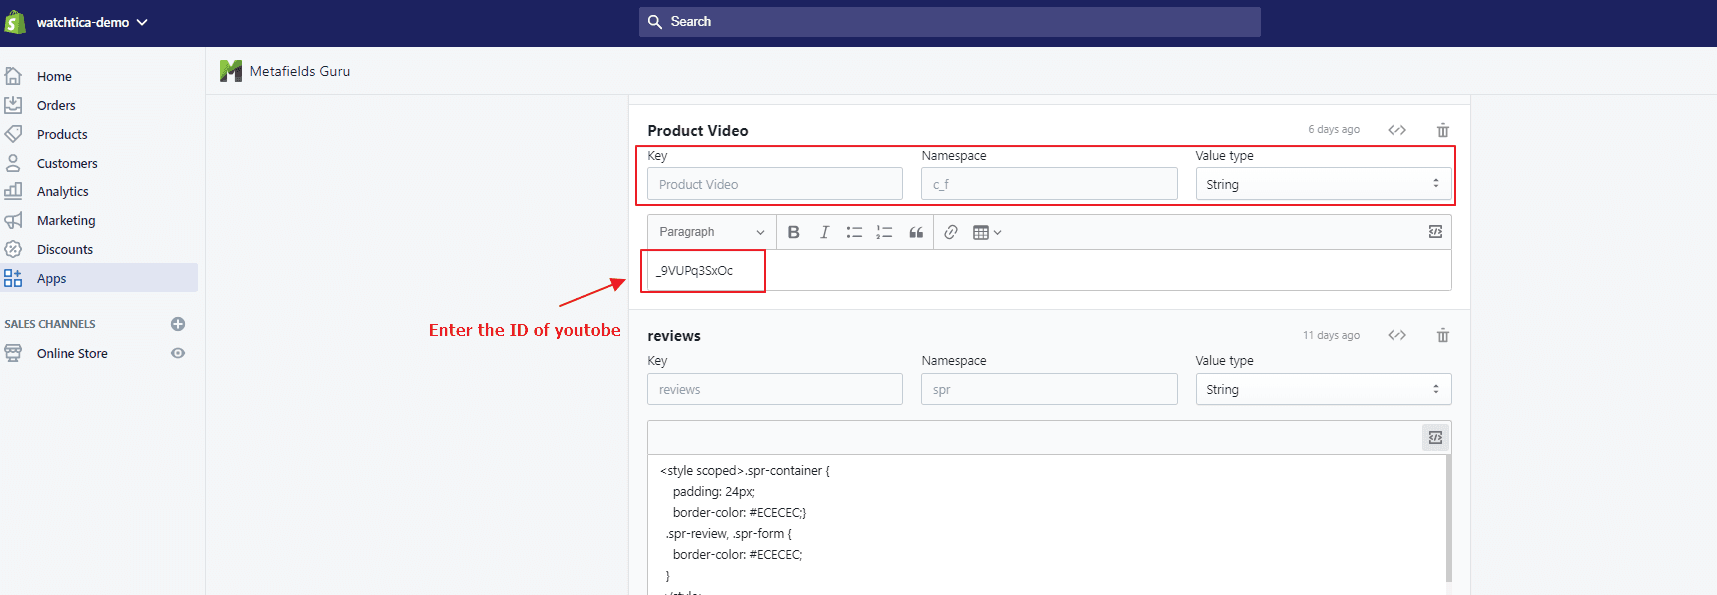 watchtica-demo
Search
Home
Orders
Products
Customers
Analytics
Marketing
Discounts
Apps
SALES CHANNELS
Online Store
Metafields Guru
Product Video
6 days ago
Key
Namespace
Value type
Product Video
c_f
String
Paragraph
_9VUPq3SxOc
Enter the ID of youtobe
reviews
11 days ago
Key
Namespace
Value type
reviews
spr
String
<style scoped>.spr-container {
padding: 24px;
border-color: #ECECEC;}
.spr-review, .spr-form {
border-color: #ECECEC;
}
</style>